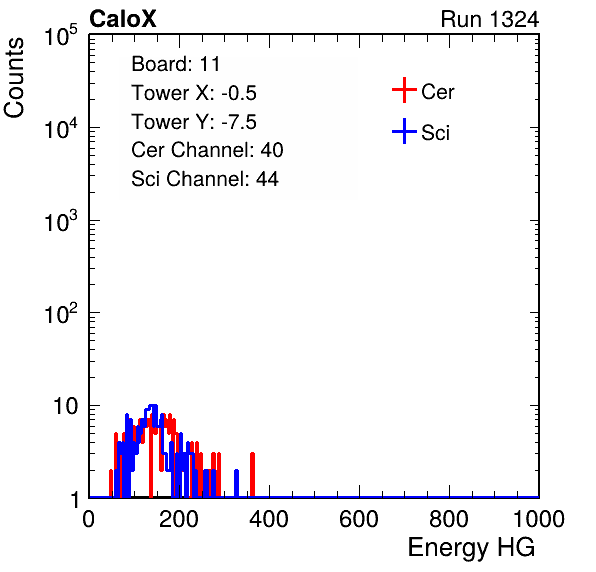 CaloX Run 1324
Counts
10^5
10^4
10^3
10^2
10
1
Board: 11
Tower X: -0.5
Tower Y: -7.5
Cer Channel: 40
Sci Channel: 44
Cer
Sci
0 200 400 600 800 1000
Energy HG